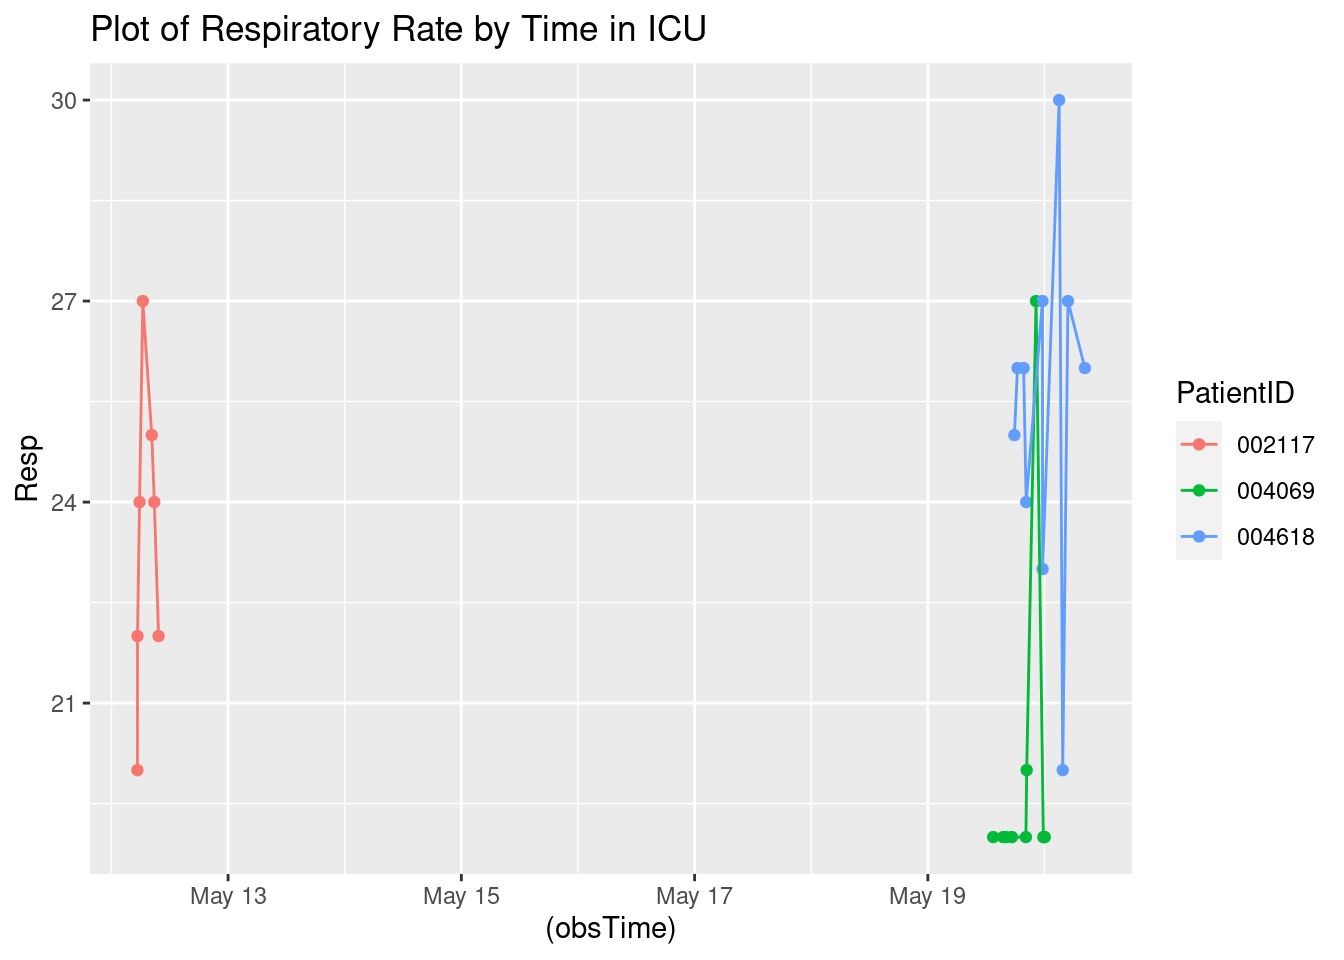 Plot of Respiratory Rate by Time in ICU
30
27
24
21
Resp
May 13
May 15
May 17
May 19
(obsTime)
PatientID
002117
004069
004618